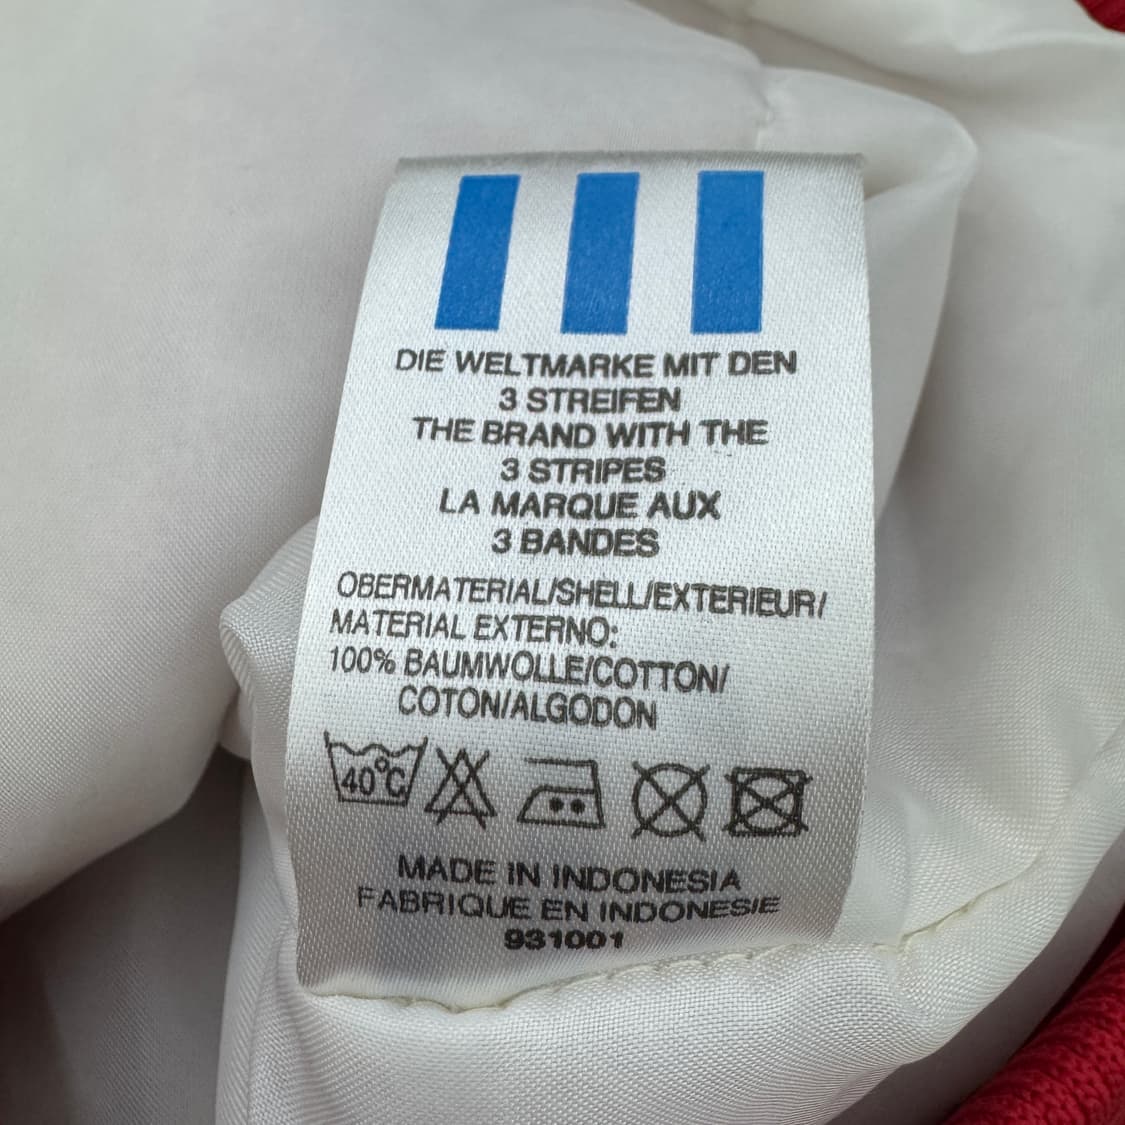 DIE WELTMARKE MIT DEN
3 STREIFEN
THE BRAND WITH THE
3 STRIPES
LA MARQUE AUX
3 BANDES
OBERMATERIAL/SHELL/EXTERIEUR/
MATERIAL EXTERNO:
100% BAUMWOLLE/COTTON/
COTON/ALGODON
40°C
MADE IN INDONESIA
FABRIQUE EN INDONESIE
931001